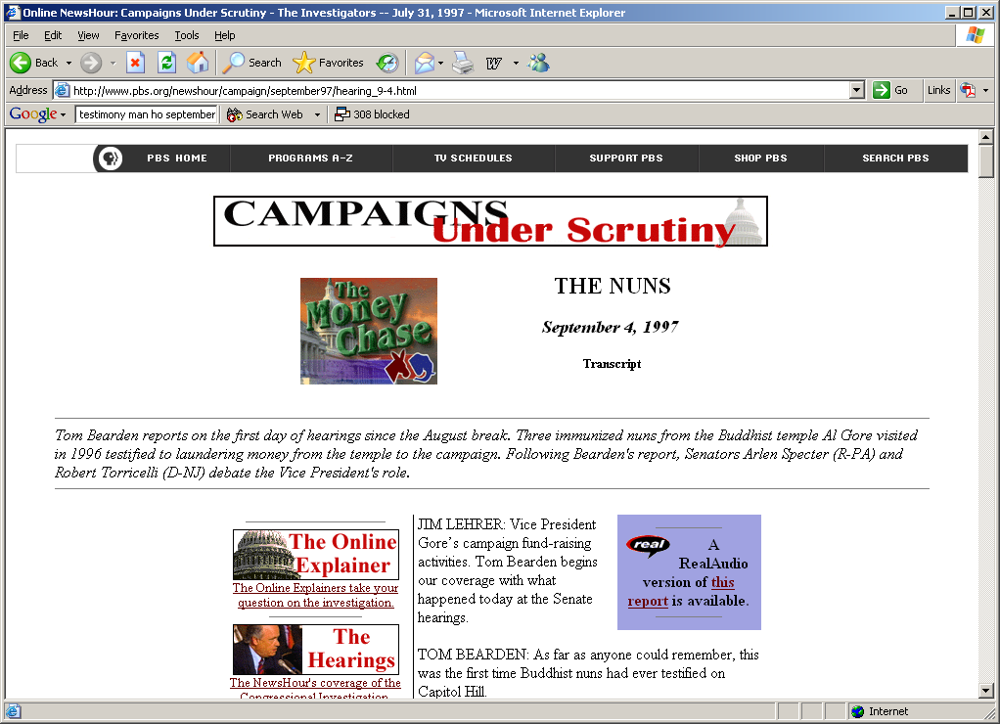 Online NewsHour: Campaigns Under Scrutiny - The Investigators -- July 31, 1997 - Microsoft Internet Explorer
File Edit View Favorites Tools Help
Back Search Favorites W
Address http://www.pbs.org/newshour/campaign/september97/hearing_9-4.html Go Links
Google testimony man ho september Search Web 308 blocked
PBS HOME PROGRAMS A-Z TV SCHEDULES SUPPORT PBS SHOP PBS SEARCH PBS
CAMPAIGNS
Under Scrutiny
The
Money
Chase
THE NUNS
September 4, 1997
Transcript
Tom Bearden reports on the first day of hearings since the August break. Three immunized nuns from the Buddhist temple Al Gore visited
in 1996 testified to laundering money from the temple to the campaign. Following Bearden's report, Senators Arlen Specter (R-PA) and
Robert Torricelli (D-NJ) debate the Vice President's role.
The Online
Explainer
The Online Explainers take your
question on the investigation.
The
Hearings
The NewsHour's coverage of the
Congressional Investigation
JIM LEHRER: Vice President
Gore's campaign fund-raising
activities. Tom Bearden begins
our coverage with what
happened today at the Senate
hearings.
real
A
RealAudio
version of this
report is available.
TOM BEARDEN: As far as anyone could remember, this
was the first time Buddhist nuns had ever testified on
Capitol Hill.
Internet